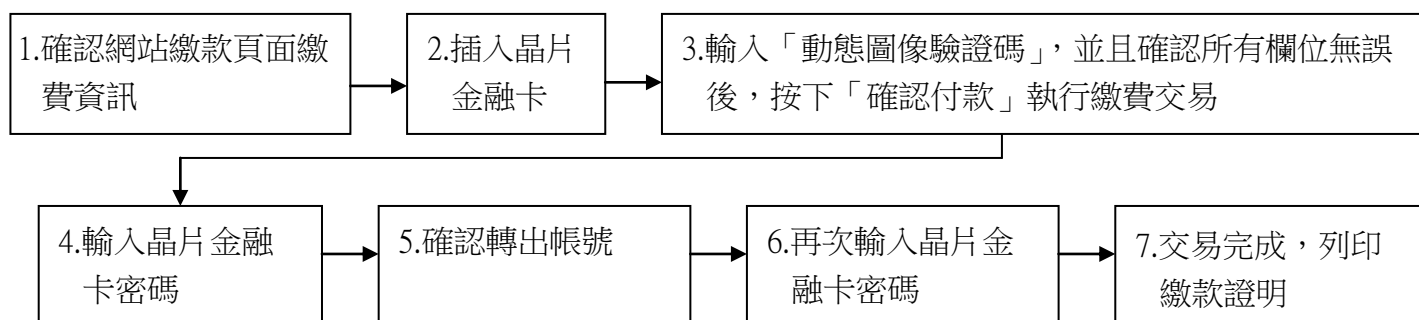 1.確認網站繳款頁面繳
費資訊
2.插入晶片
金融卡
3.輸入「動態圖像驗證碼」，並且確認所有欄位無誤
後，按下「確認付款」執行繳費交易
4.輸入晶片金融
卡密碼
5.確認轉出帳號
6.再次輸入晶片金
融卡密碼
7.交易完成，列印
繳款證明